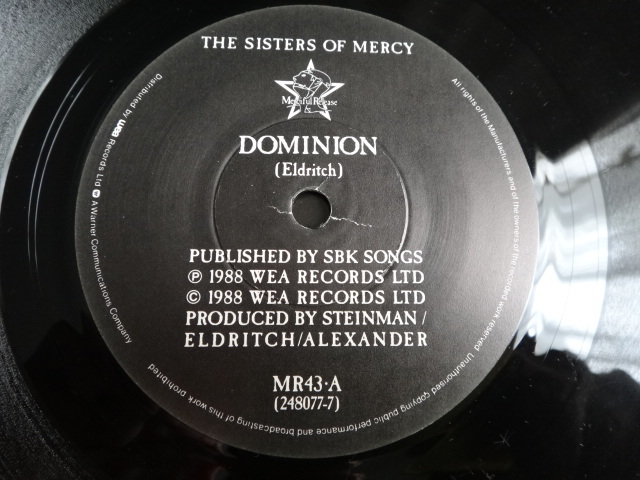 THE SISTERS OF MERCY
Merciful Release
DOMINION
(Eldritch)
PUBLISHED BY SBK SONGS
℗ 1988 WEA RECORDS LTD
© 1988 WEA RECORDS LTD
PRODUCED BY STEINMAN /
ELDRITCH/ALEXANDER
MR43·A
(248077-7)
All rights of the Manufacturers and of the owners of the recorded work reserved Unauthorised copying public performance and broadcasting of this work prohibited
Distributed by wea Records Ltd A Warner Communications Company